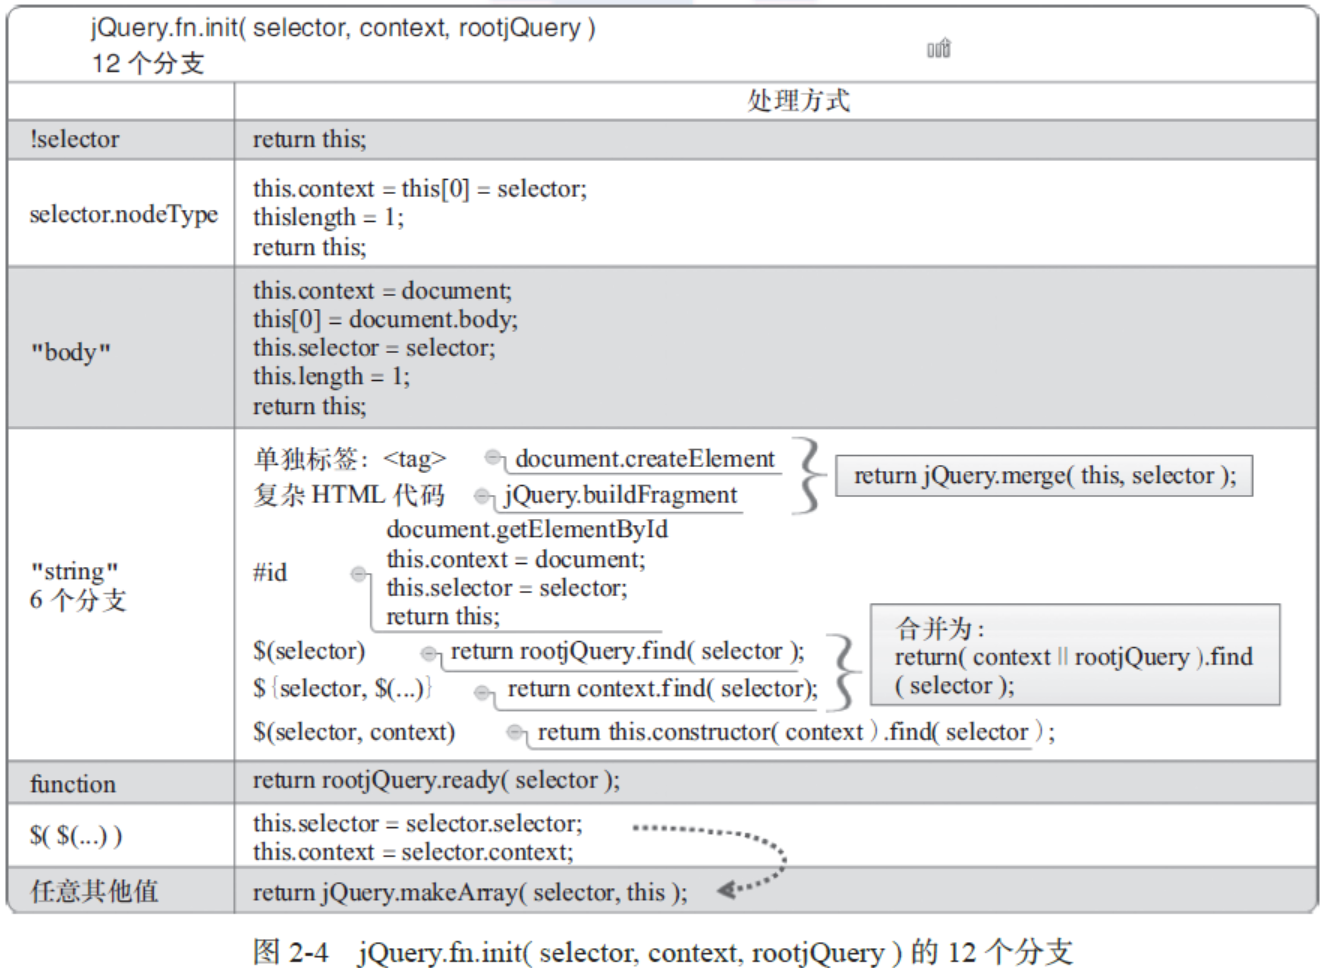 jQuery.fn.init( selector, context, rootjQuery )
12 个分支
处理方式
!selector
return this;
selector.nodeType
this.context = this[0] = selector;
thislength = 1;
return this;
"body"
this.context = document;
this[0] = document.body;
this.selector = selector;
this.length = 1;
return this;
"string"
6 个分支
单独标签：<tag>
document.createElement
复杂 HTML 代码
jQuery.buildFragment
return jQuery.merge( this, selector );
#id
document.getElementById
this.context = document;
this.selector = selector;
return this;
$(selector)
return rootjQuery.find( selector );
$ {selector, $(...)}
return context.find( selector);
合并为：
return( context || rootjQuery ).find
( selector );
$(selector, context)
return this.constructor( context ).find( selector );
function
return rootjQuery.ready( selector );
$( $(...) )
this.selector = selector.selector;
this.context = selector.context;
任意其他值
return jQuery.makeArray( selector, this );
图 2-4 jQuery.fn.init( selector, context, rootjQuery ) 的 12 个分支